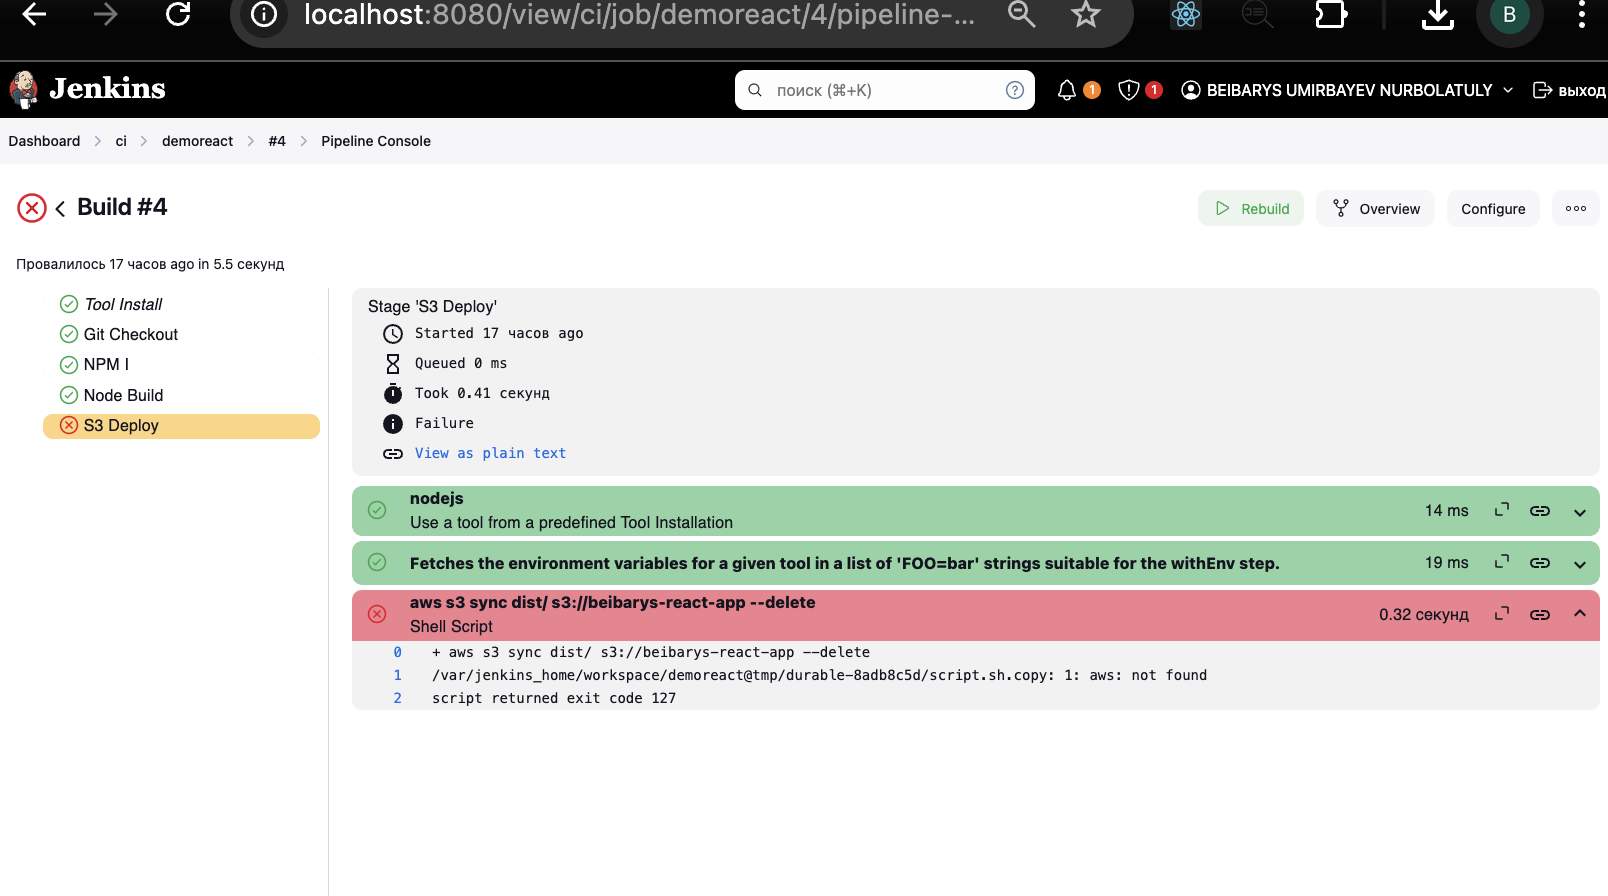 localhost:8080/view/ci/job/demoreact/4/pipeline-...
B
Jenkins
поиск (⌘+K)
1
1
BEIBARYS UMIRBAYEV NURBOLATULY
выход
Dashboard > ci > demoreact > #4 > Pipeline Console
Build #4
Rebuild
Overview
Configure
Провалилось 17 часов ago in 5.5 секунд
Tool Install
Git Checkout
NPM I
Node Build
S3 Deploy
Stage 'S3 Deploy'
Started 17 часов ago
Queued 0 ms
Took 0.41 секунд
Failure
View as plain text
nodejs
Use a tool from a predefined Tool Installation
14 ms
Fetches the environment variables for a given tool in a list of 'FOO=bar' strings suitable for the withEnv step.
19 ms
aws s3 sync dist/ s3://beibarys-react-app --delete
Shell Script
0.32 секунд
0 + aws s3 sync dist/ s3://beibarys-react-app --delete
1 /var/jenkins_home/workspace/demoreact@tmp/durable-8adb8c5d/script.sh.copy: 1: aws: not found
2 script returned exit code 127